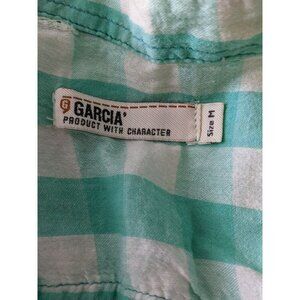 G GARCIA'
PRODUCT WITH CHARACTER
Size M